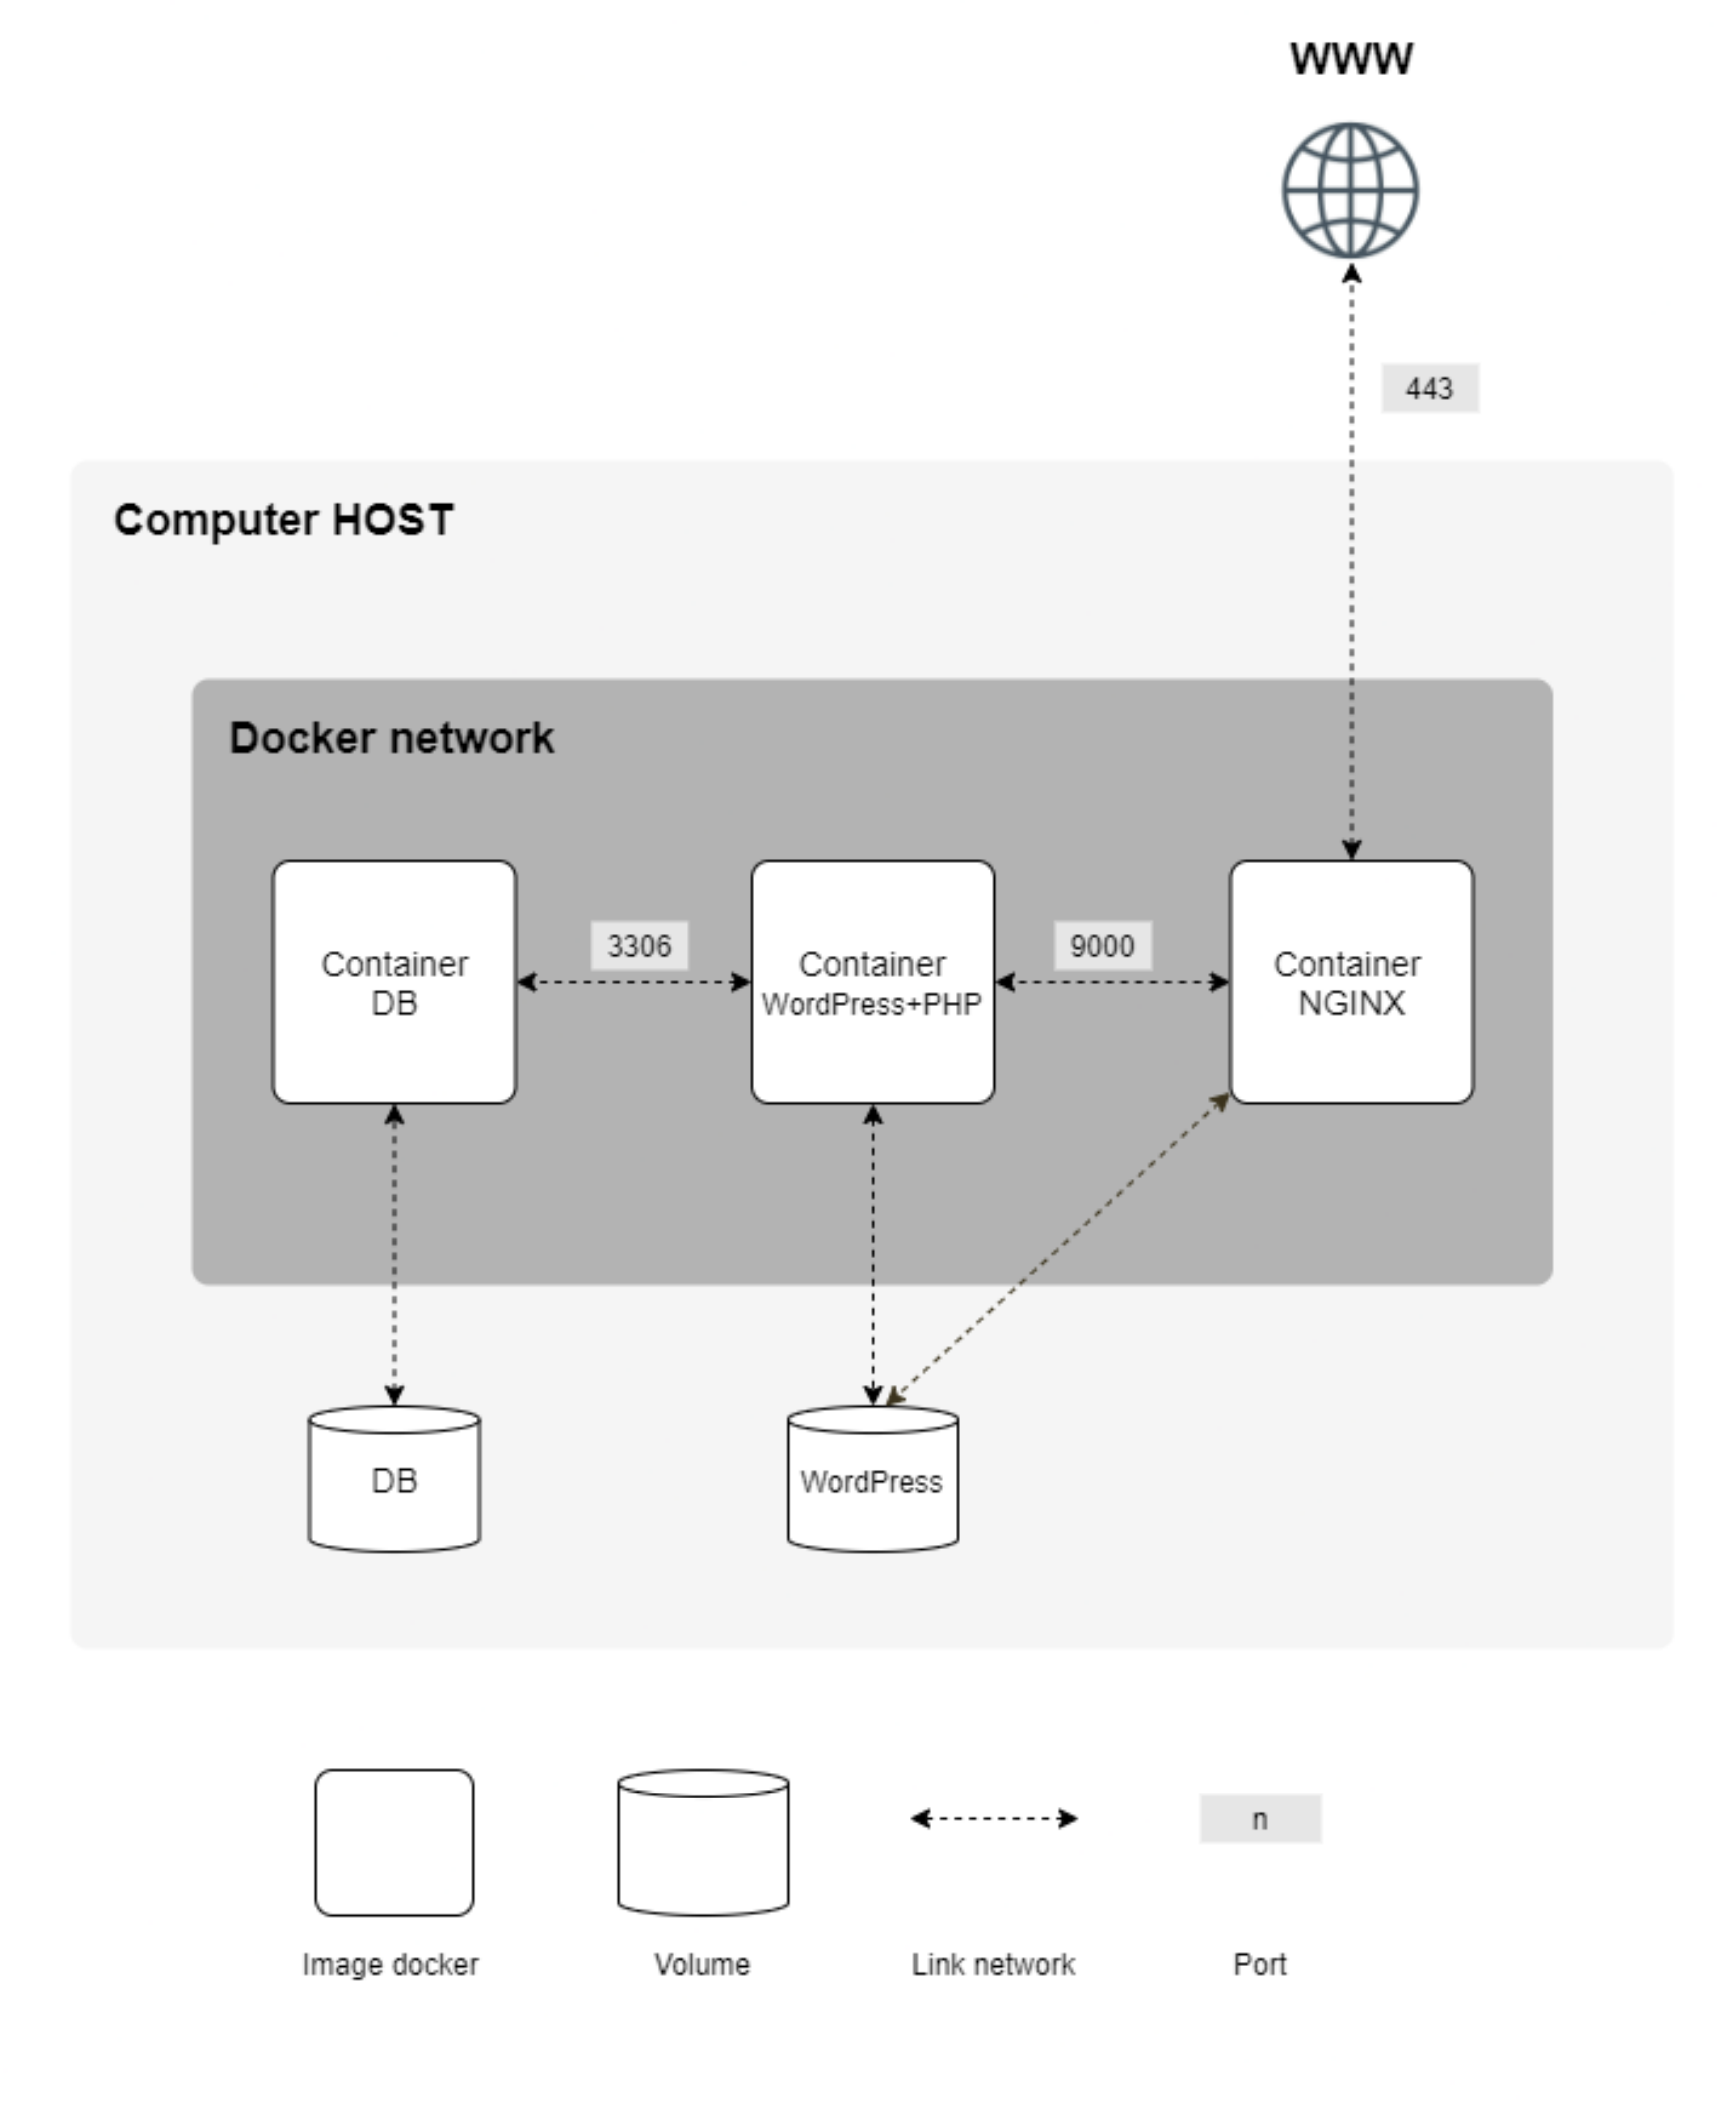 WWW
443
Computer HOST
Docker network
Container
DB
3306
Container
WordPress+PHP
9000
Container
NGINX
DB
WordPress
n
Image docker
Volume
Link network
Port